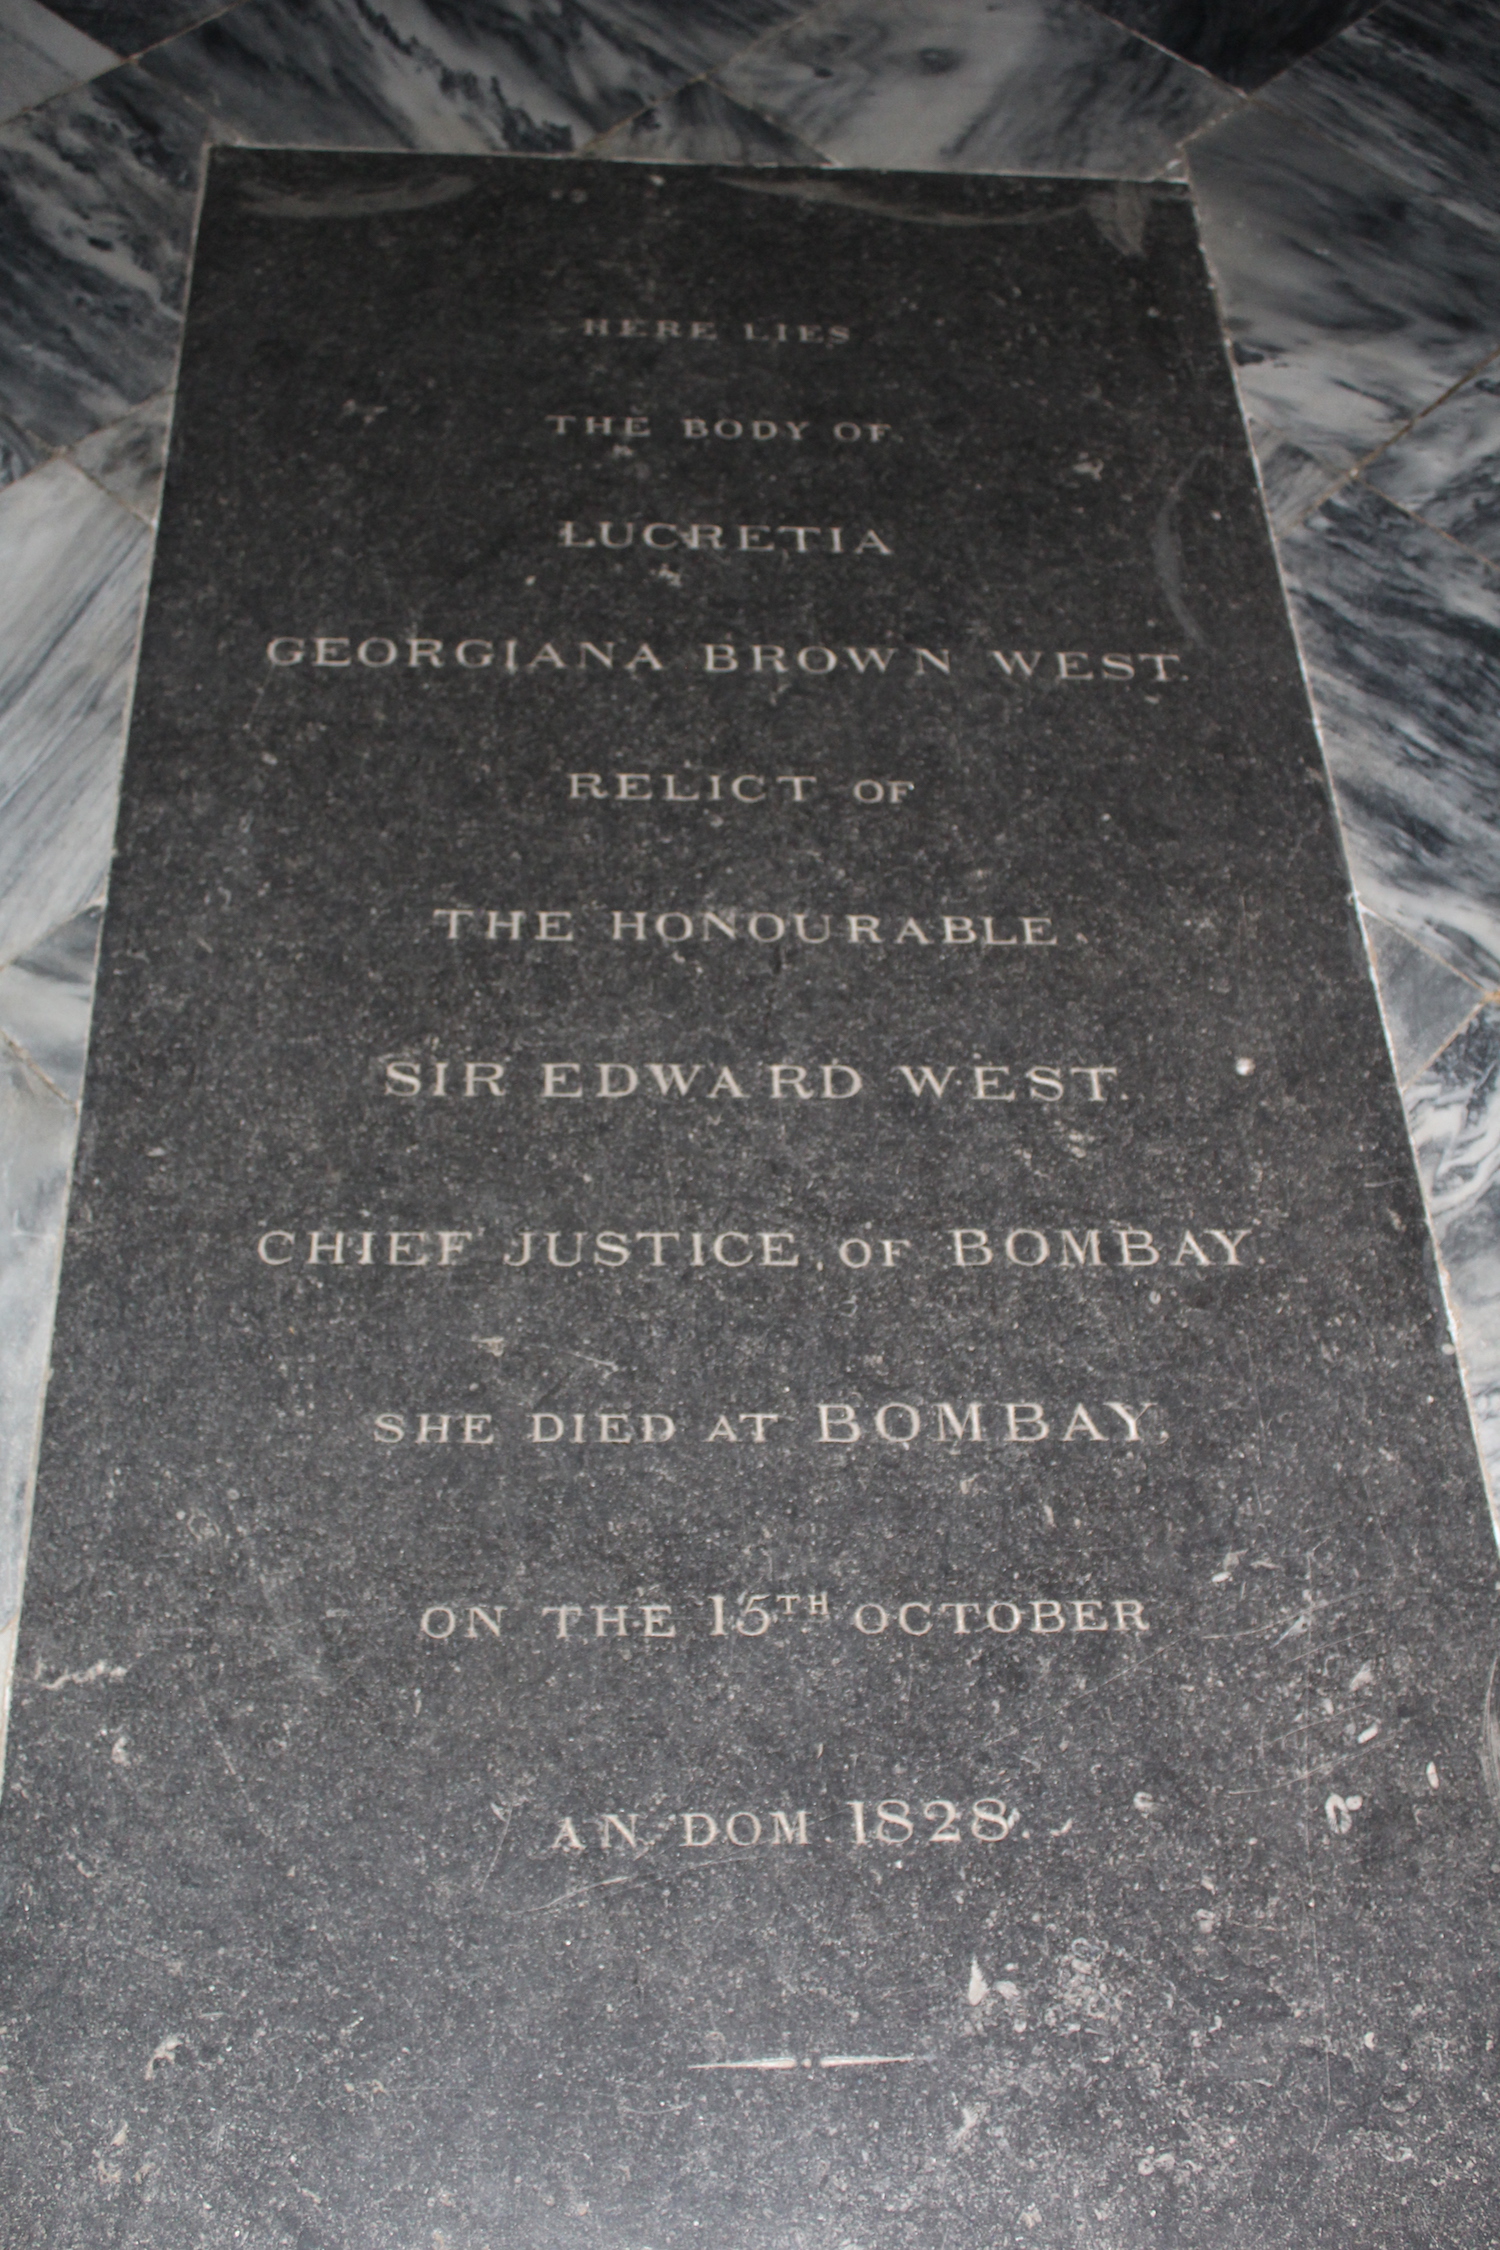 HERE LIES
THE BODY OF
LUCRETIA
GEORGIANA BROWN WEST.
RELICT OF
THE HONOURABLE
SIR EDWARD WEST.
CHIEF JUSTICE, OF BOMBAY.
SHE DIED AT BOMBAY,
ON THE 15TH OCTOBER
AN. DOM. 1828.